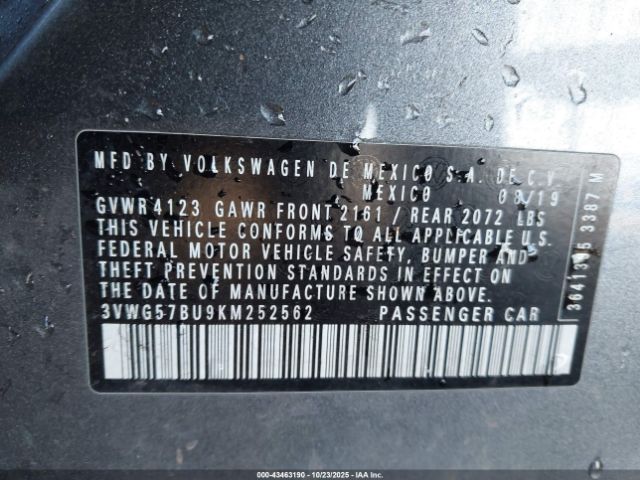 MFD BY VOLKSWAGEN DE MEXICO S.A. DE C.V.
MEXICO 08/19
GVWR 4123 GAWR FRONT 2161 / REAR 2072 LBS
THIS VEHICLE CONFORMS TO ALL APPLICABLE U.S.
FEDERAL MOTOR VEHICLE SAFETY, BUMPER AND
THEFT PREVENTION STANDARDS IN EFFECT ON
THE DATE OF MANUFACTURE SHOWN ABOVE.
3VWG57BU9KM252562 PASSENGER CAR
3387 M
000-43463190 - 10/23/2025 - IAA, Inc.